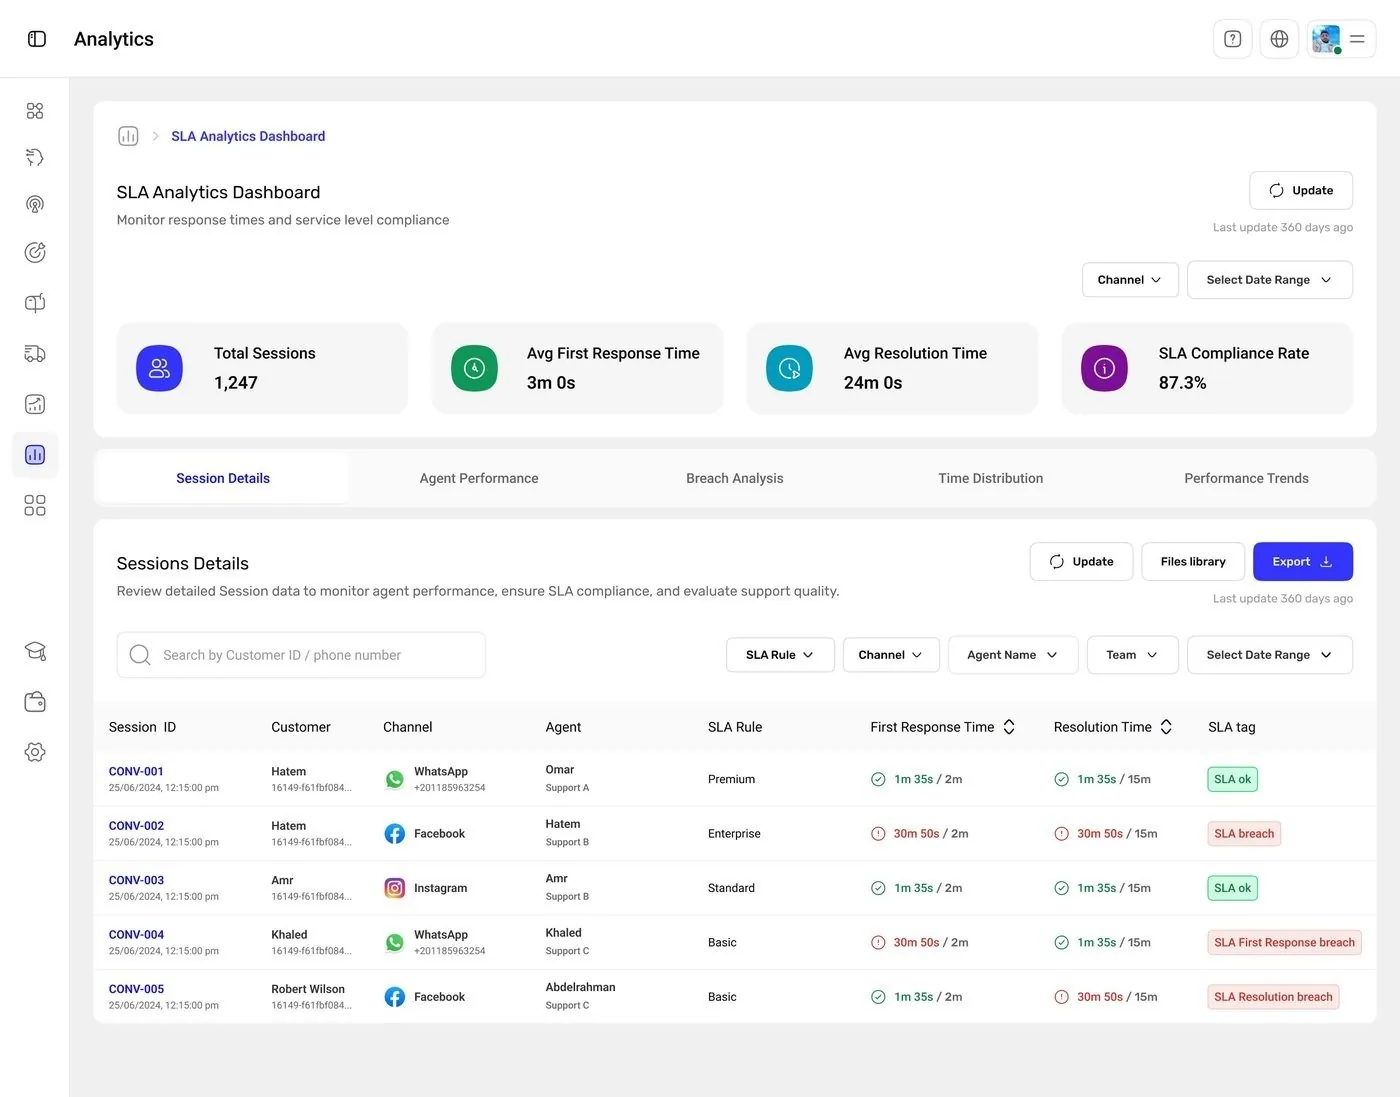 Analytics
SLA Analytics Dashboard
SLA Analytics Dashboard
Update
Monitor response times and service level compliance
Last update 360 days ago
Channel
Select Date Range
Total Sessions
1,247
Avg First Response Time
3m 0s
Avg Resolution Time
24m 0s
SLA Compliance Rate
87.3%
Session Details
Agent Performance
Breach Analysis
Time Distribution
Performance Trends
Sessions Details
Update
Files library
Export
Review detailed Session data to monitor agent performance, ensure SLA compliance, and evaluate support quality.
Last update 360 days ago
Search by Customer ID / phone number
SLA Rule
Channel
Agent Name
Team
Select Date Range
Session ID
Customer
Channel
Agent
SLA Rule
First Response Time
Resolution Time
SLA tag
CONV-001
25/06/2024, 12:15:00 pm
Hatem
16149-f61fbf084...
WhatsApp
+201185963254
Omar
Support A
Premium
1m 35s / 2m
1m 35s / 15m
SLA ok
CONV-002
25/06/2024, 12:15:00 pm
Hatem
16149-f61fbf084...
Facebook
Hatem
Support B
Enterprise
30m 50s / 2m
30m 50s / 15m
SLA breach
CONV-003
25/06/2024, 12:15:00 pm
Amr
16149-f61fbf084...
Instagram
Amr
Support B
Standard
1m 35s / 2m
1m 35s / 15m
SLA ok
CONV-004
25/06/2024, 12:15:00 pm
Khaled
16149-f61fbf084...
WhatsApp
+201185963254
Khaled
Support C
Basic
30m 50s / 2m
1m 35s / 15m
SLA First Response breach
CONV-005
25/06/2024, 12:15:00 pm
Robert Wilson
16149-f61fbf084...
Facebook
Abdelrahman
Support C
Basic
1m 35s / 2m
30m 50s / 15m
SLA Resolution breach